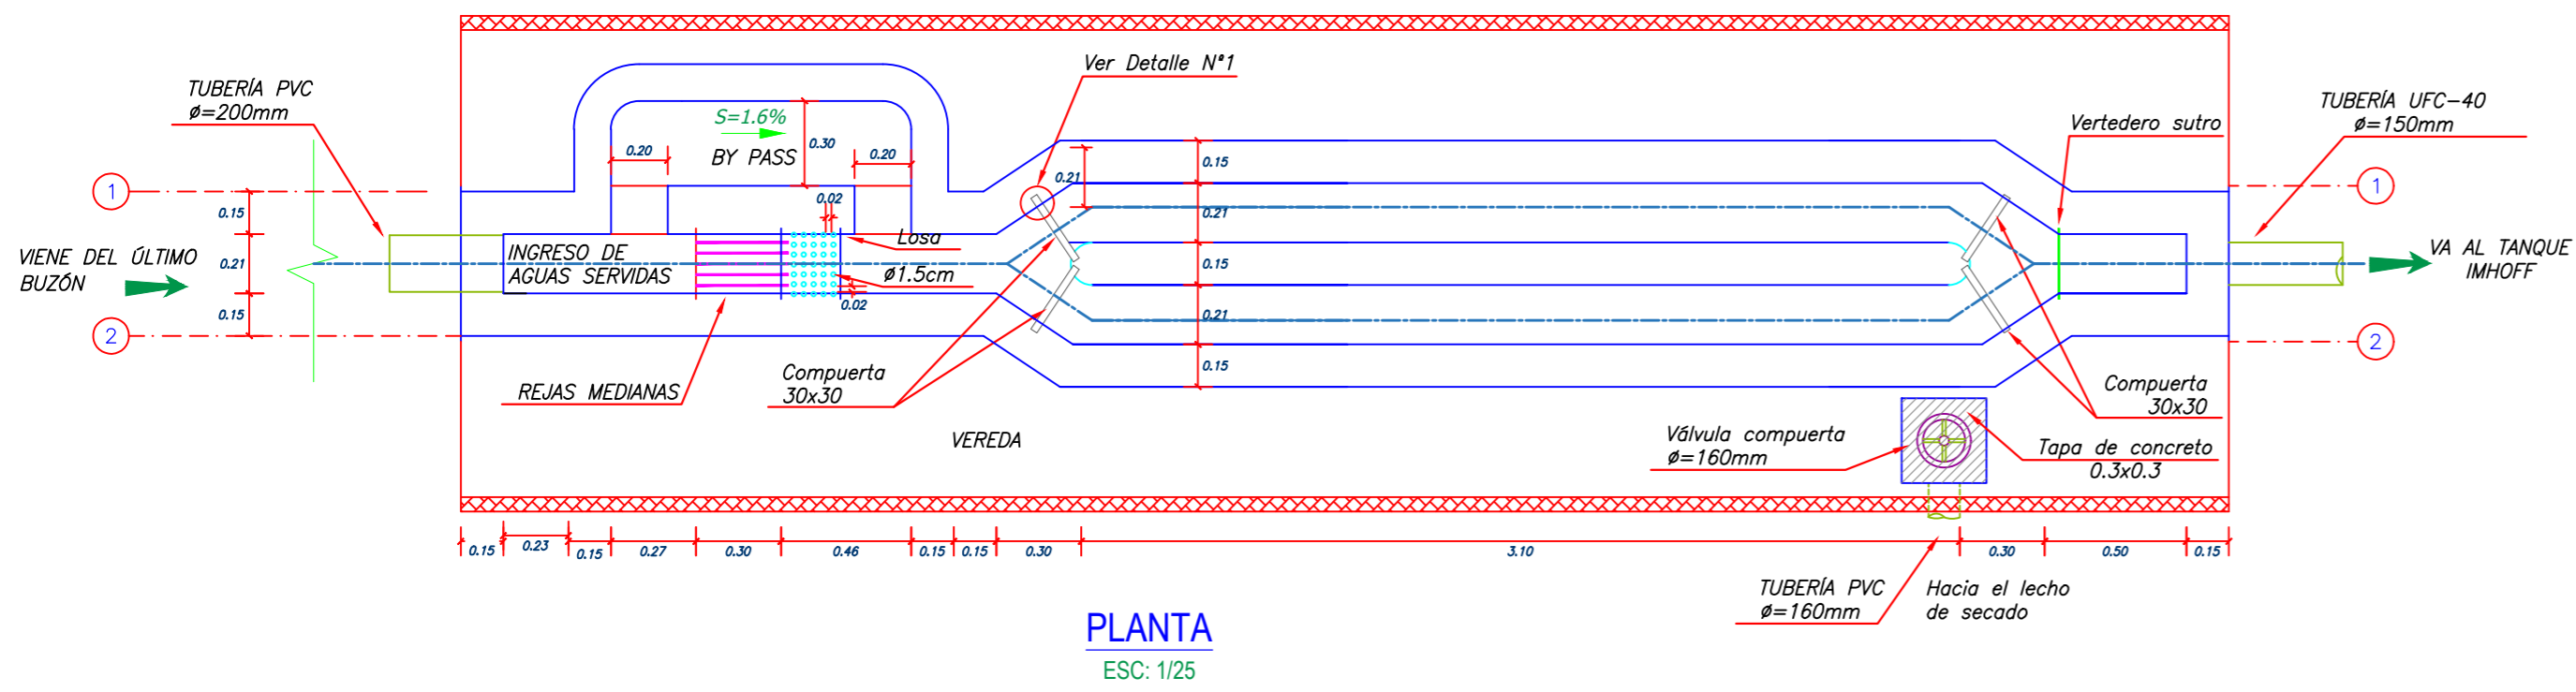 Ver Detalle N°1
TUBERÍA PVC
ø=200mm
S=1.6%
BY PASS
0.30
0.20
0.20
TUBERÍA UFC-40
ø=150mm
Vertedero sutro
0.15
0.21
0.21
0.15
0.21
0.15
1
1
0.15
0.21
0.15
0.02
Losa
INGRESO DE
AGUAS SERVIDAS
ø1.5cm
0.02
VIENE DEL ÚLTIMO
BUZÓN
VA AL TANQUE
IMHOFF
2
2
REJAS MEDIANAS
Compuerta
30x30
Compuerta
30x30
VEREDA
Válvula compuerta
ø=160mm
Tapa de concreto
0.3x0.3
0.15
0.23
0.15
0.27
0.30
0.46
0.15
0.15
0.30
3.10
0.30
0.50
0.15
TUBERÍA PVC
ø=160mm
Hacia el lecho
de secado
PLANTA
ESC: 1/25